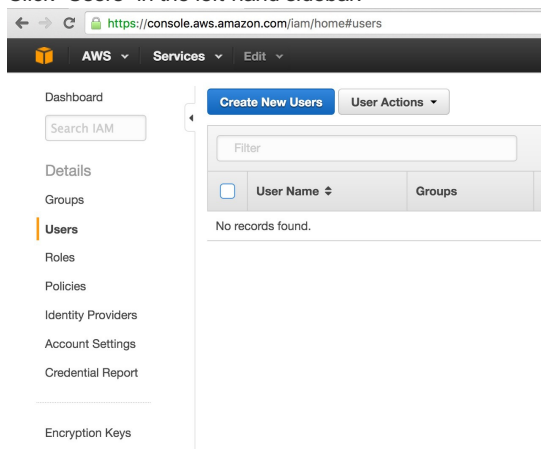 Click "Users" in the left-hand sidebar:
https://console.aws.amazon.com/iam/home#users
AWS Services Edit
Dashboard
Search IAM
Details
Groups
Users
Roles
Policies
Identity Providers
Account Settings
Credential Report
Encryption Keys
Create New Users User Actions
Filter
User Name Groups
No records found.